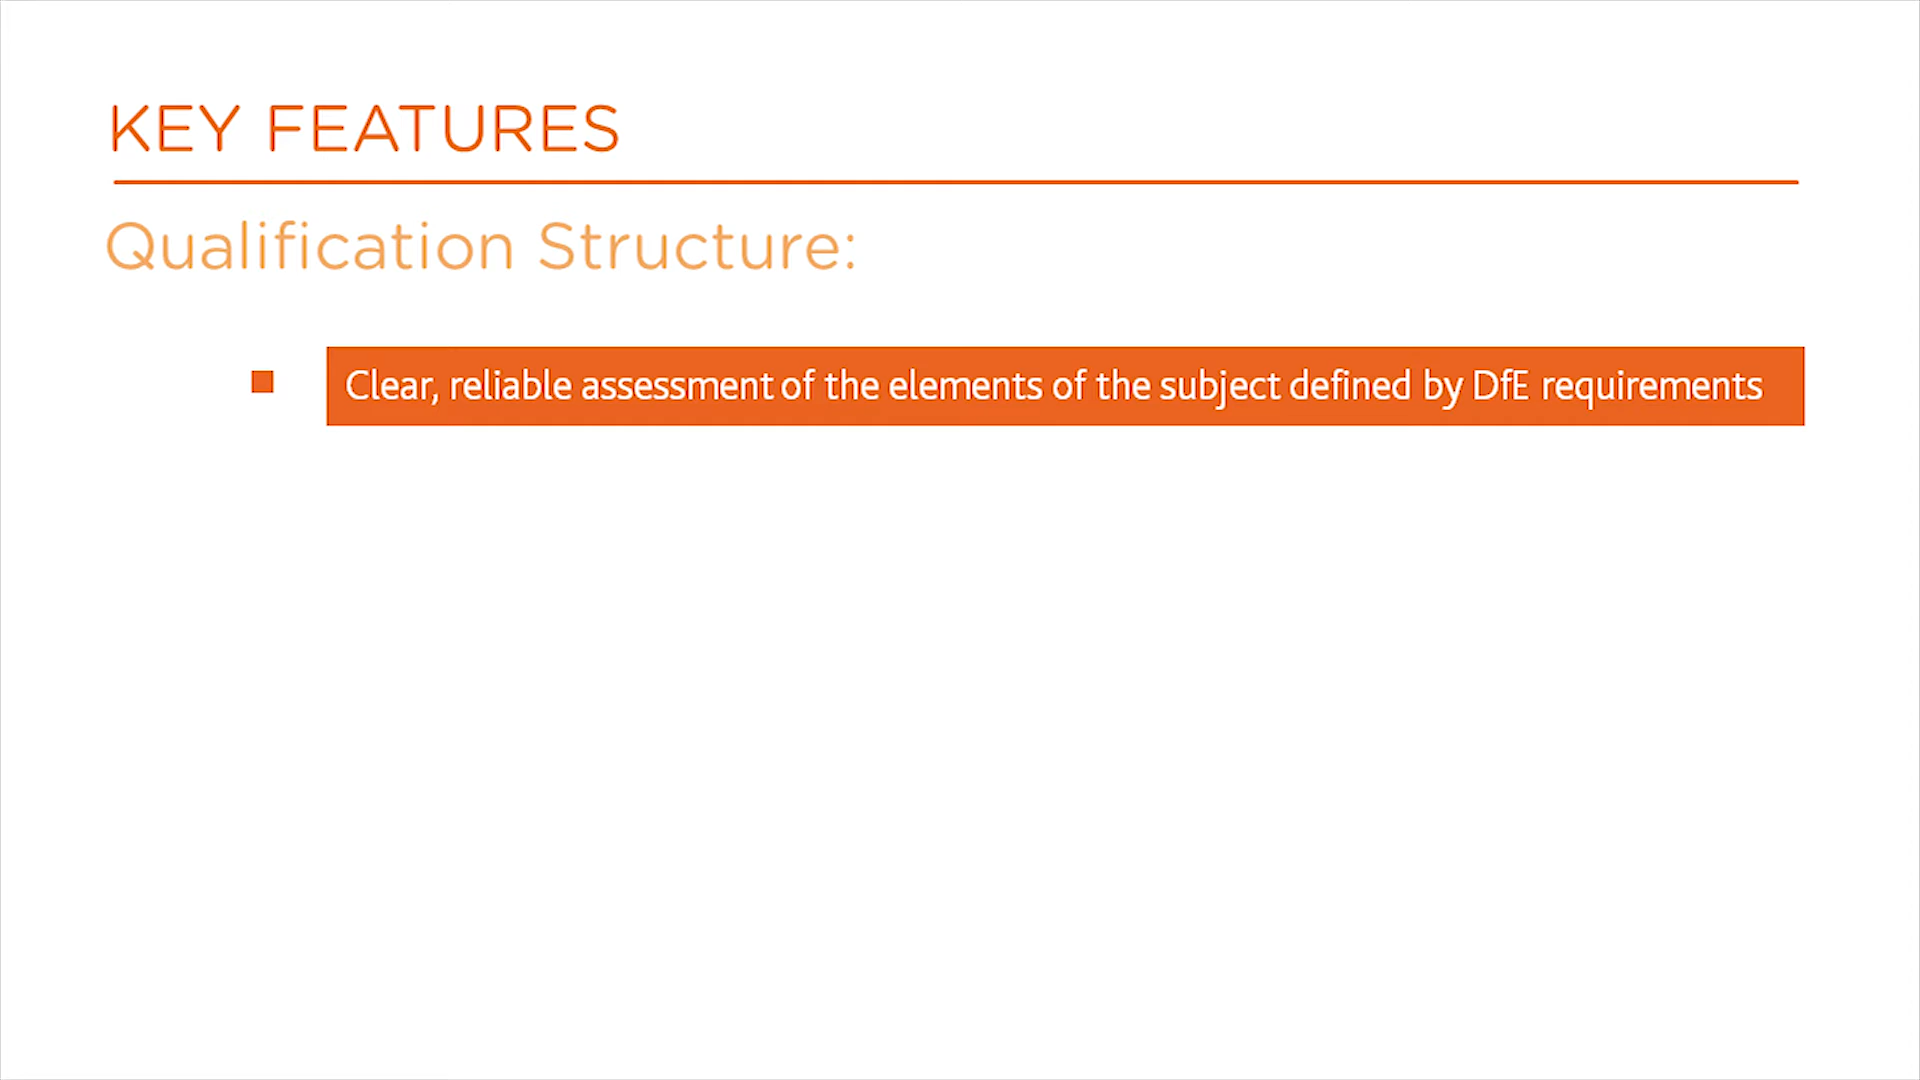 KEY FEATURES
Qualification Structure:
Clear, reliable assessment of the elements of the subject defined by DfE requirements